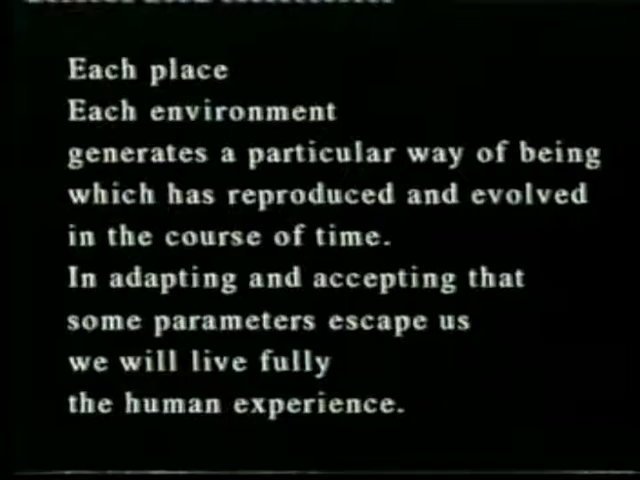 Each place
Each environment
generates a particular way of being
which has reproduced and evolved
in the course of time.
In adapting and accepting that
some parameters escape us
we will live fully
the human experience.